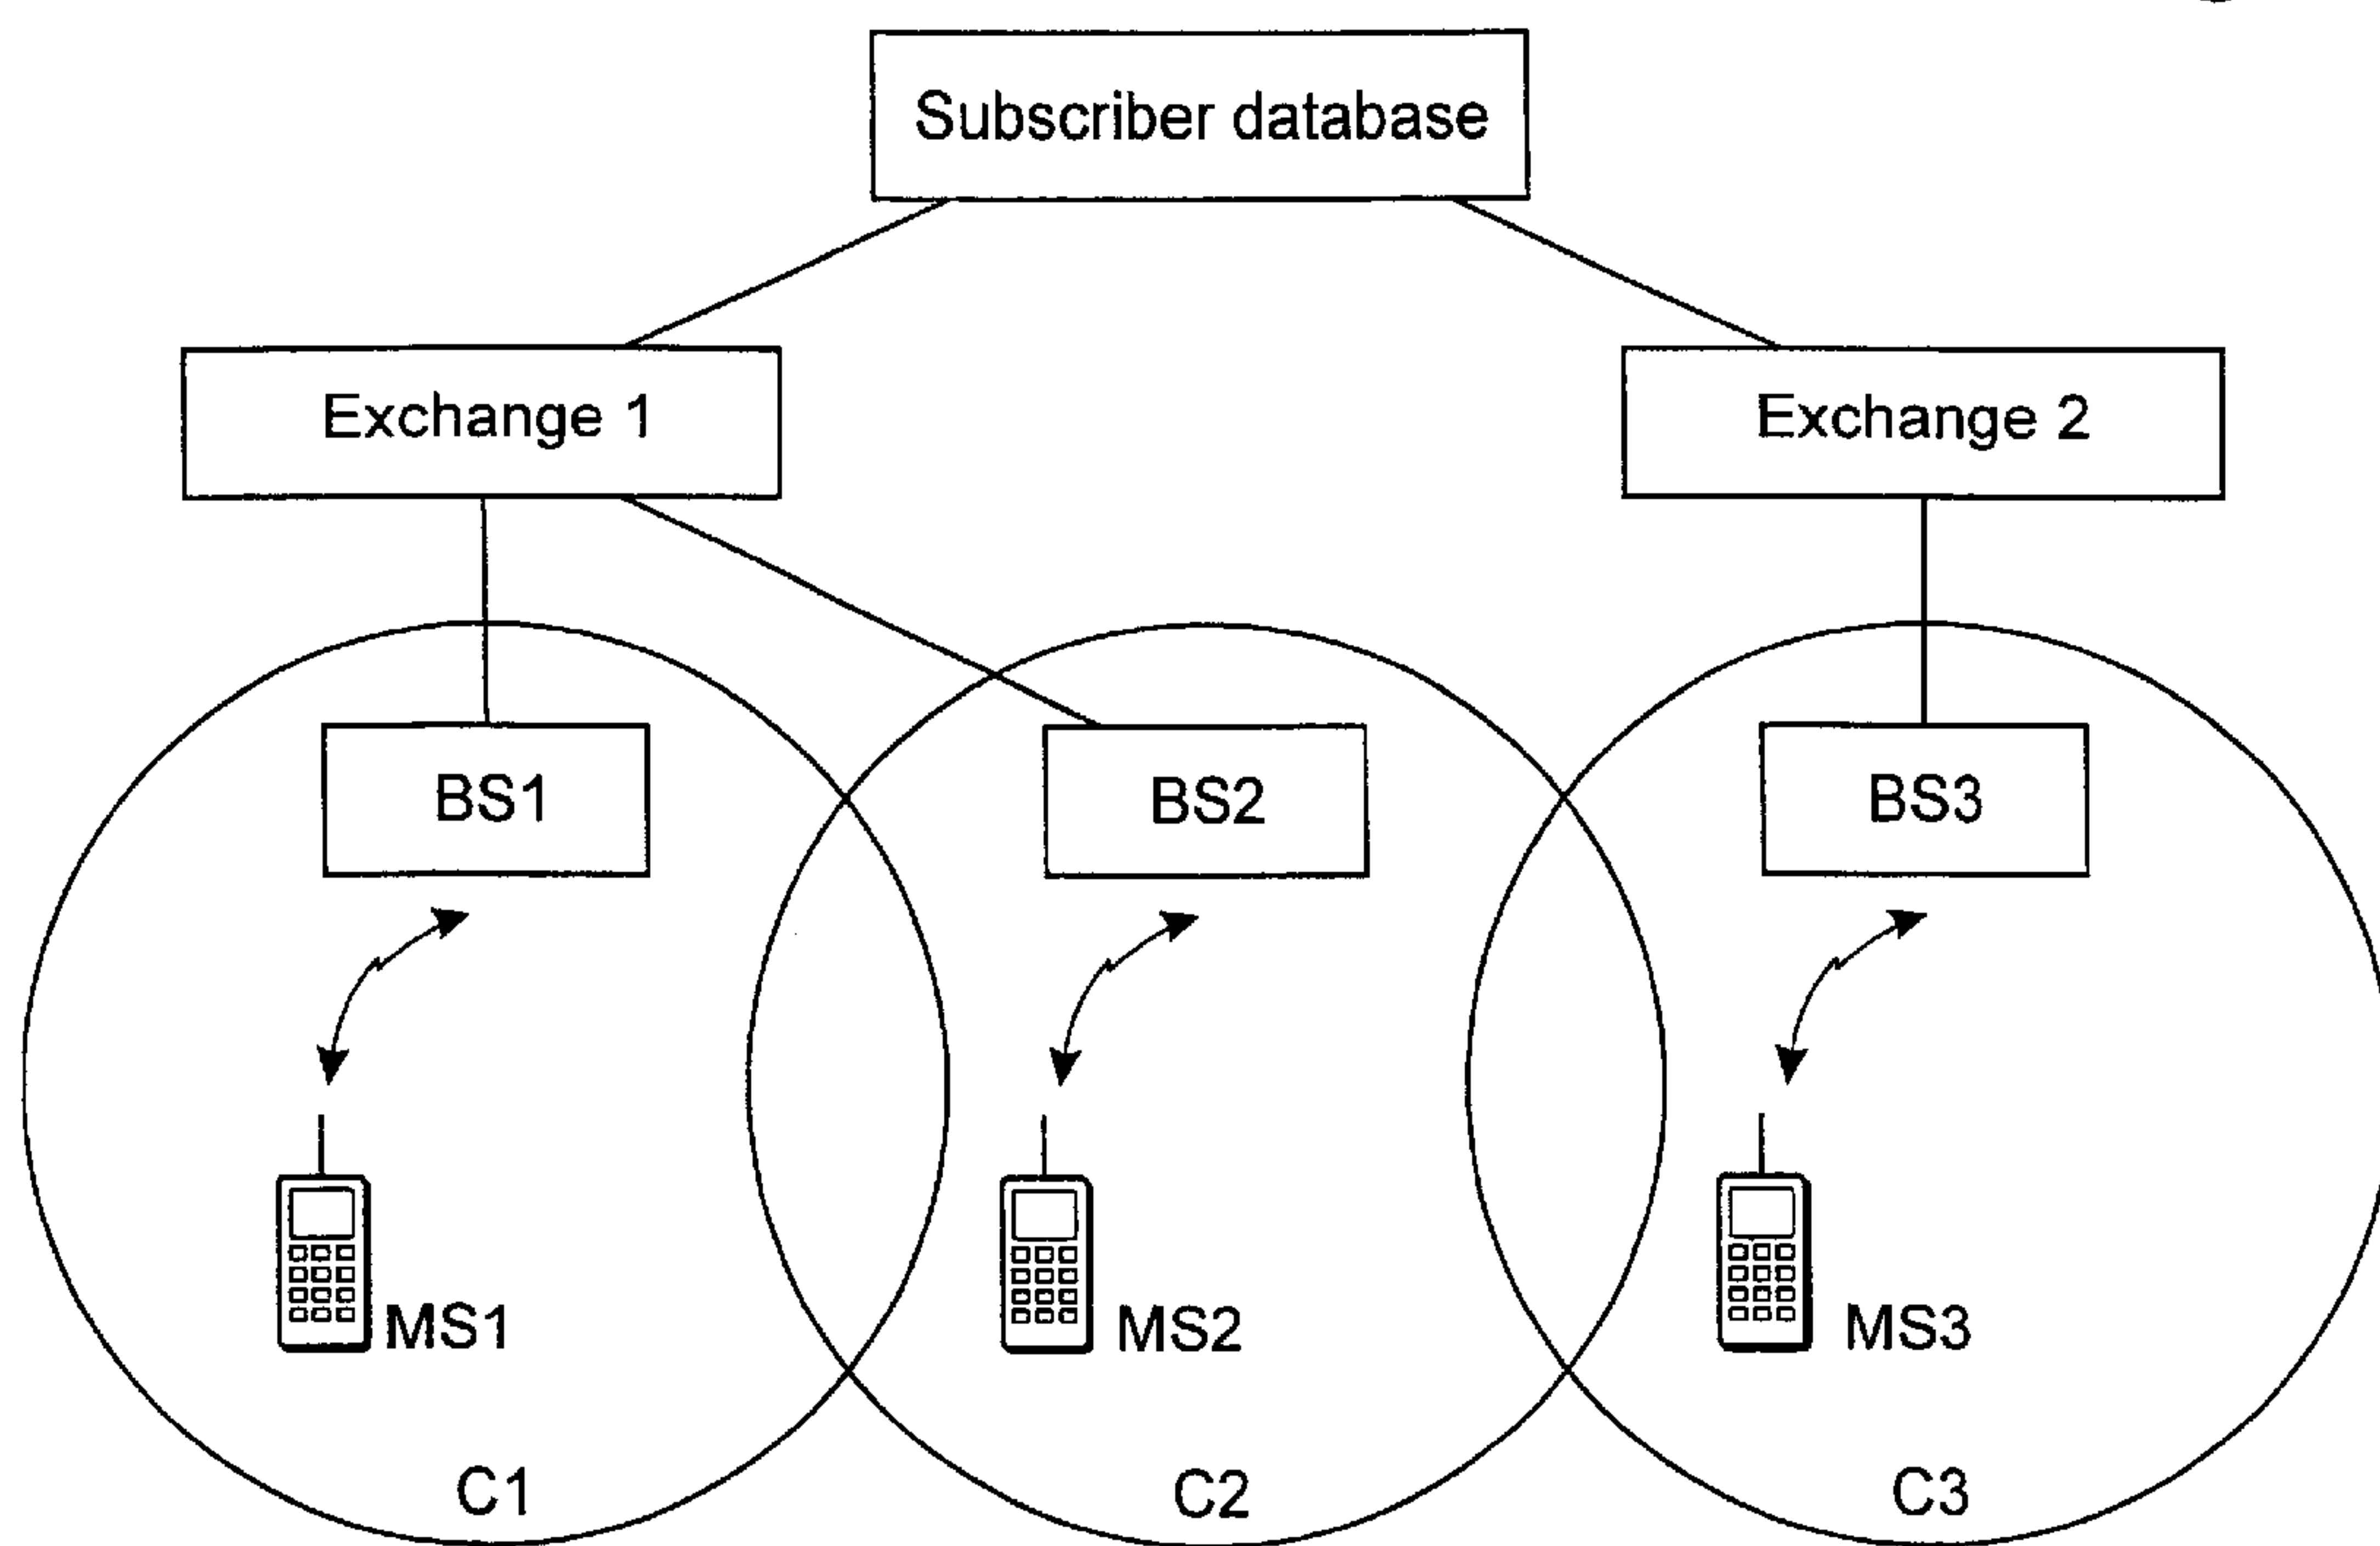 Subscriber database
Exchange 1
Exchange 2
BS1
BS2
BS3
MS1
MS2
MS3
C1
C2
C3